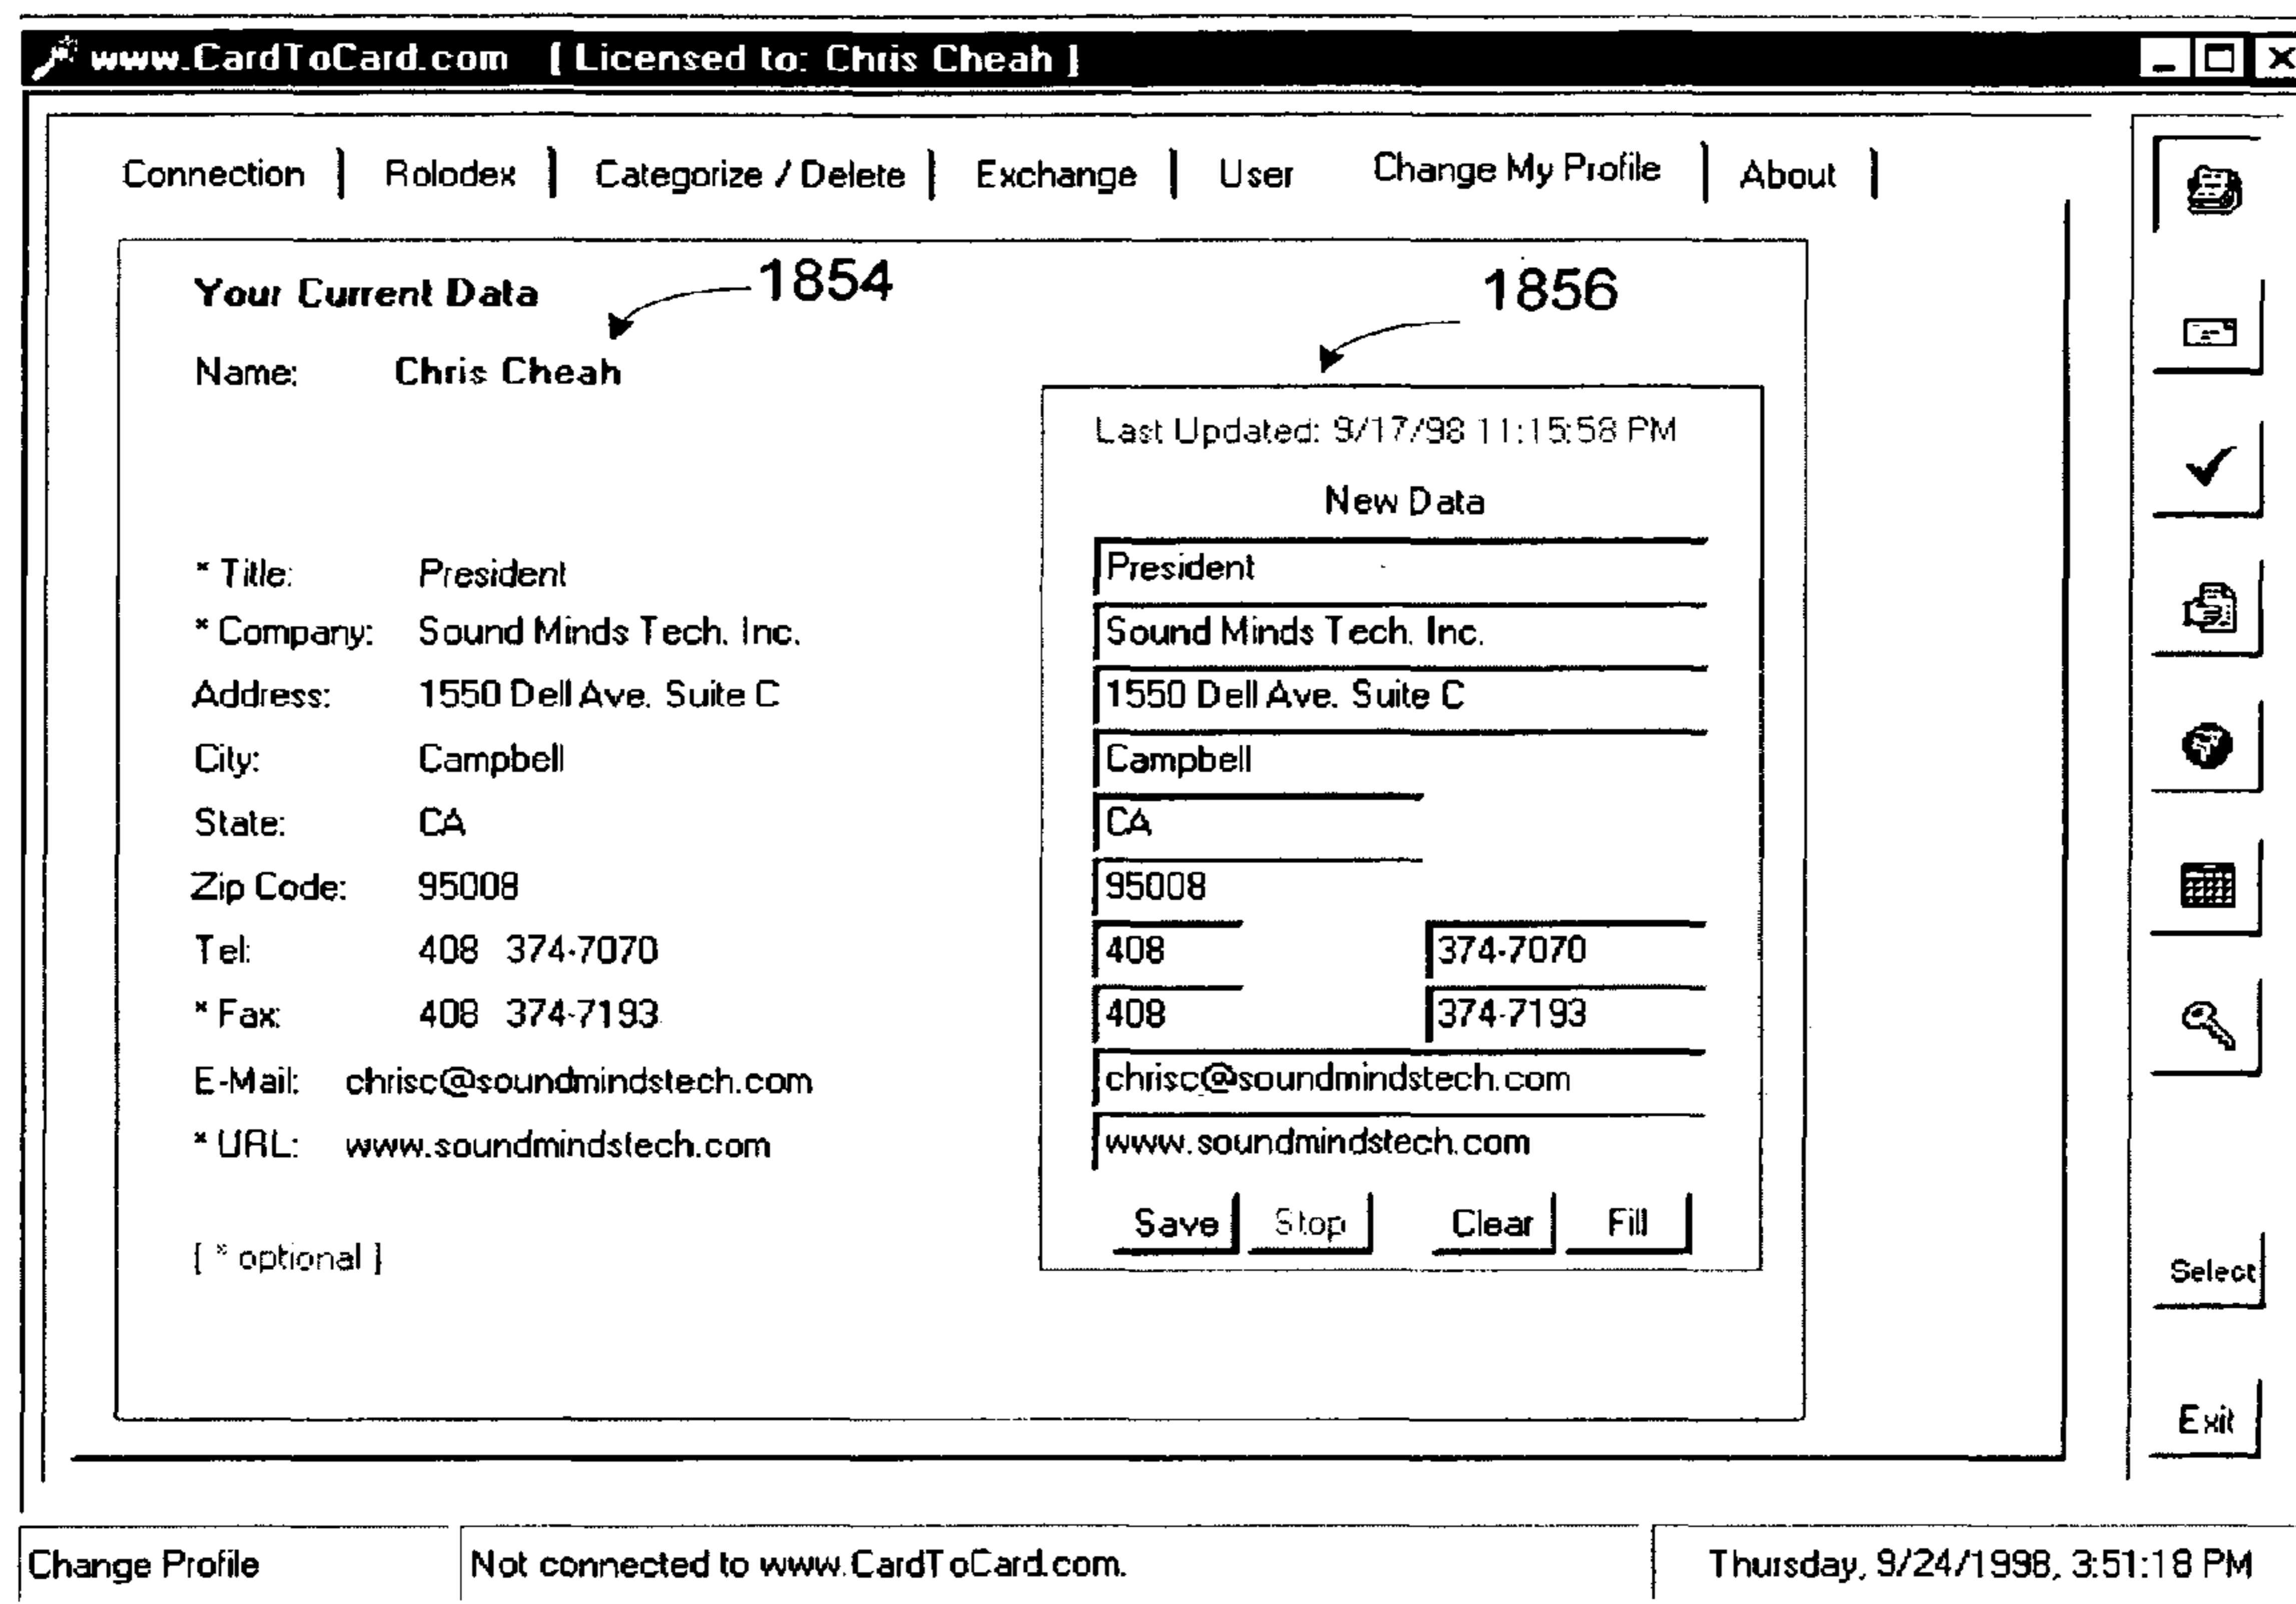 www.CardToCard.com [ Licensed to: Chris Cheah ]
Connection Rolodex Categorize / Delete Exchange User Change My Profile About
Your Current Data 1854 1856
Name: Chris Cheah
Last Updated: 9/17/98 11:15:58 PM
New Data
* Title: President President
* Company: Sound Minds Tech. Inc. Sound Minds Tech. Inc.
Address: 1550 Dell Ave. Suite C 1550 Dell Ave. Suite C
City: Campbell Campbell
State: CA CA
Zip Code: 95008 95008
Tel: 408 374-7070 408 374-7070
* Fax: 408 374-7193 408 374-7193
E-Mail: chrisc@soundmindstech.com chrisc@soundmindstech.com
* URL: www.soundmindstech.com www.soundmindstech.com
Save Stop Clear Fill
[ * optional ]
Select
Exit
Change Profile Not connected to www.CardToCard.com. Thursday, 9/24/1998, 3:51:18 PM